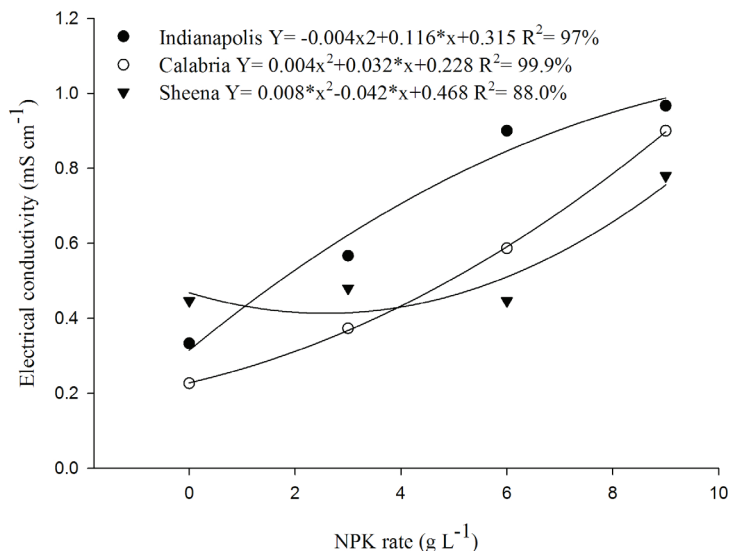 Indianapolis Y= -0.004x2+0.116*x+0.315 R²= 97%
Calabria Y= 0.004x²+0.032*x+0.228 R²= 99.9%
Sheena Y= 0.008*x²-0.042*x+0.468 R²= 88.0%
Electrical conductivity (mS cm⁻¹)
1.2
1.0
0.8
0.6
0.4
0.2
0.0
0 2 4 6 8 10
NPK rate (g L⁻¹)